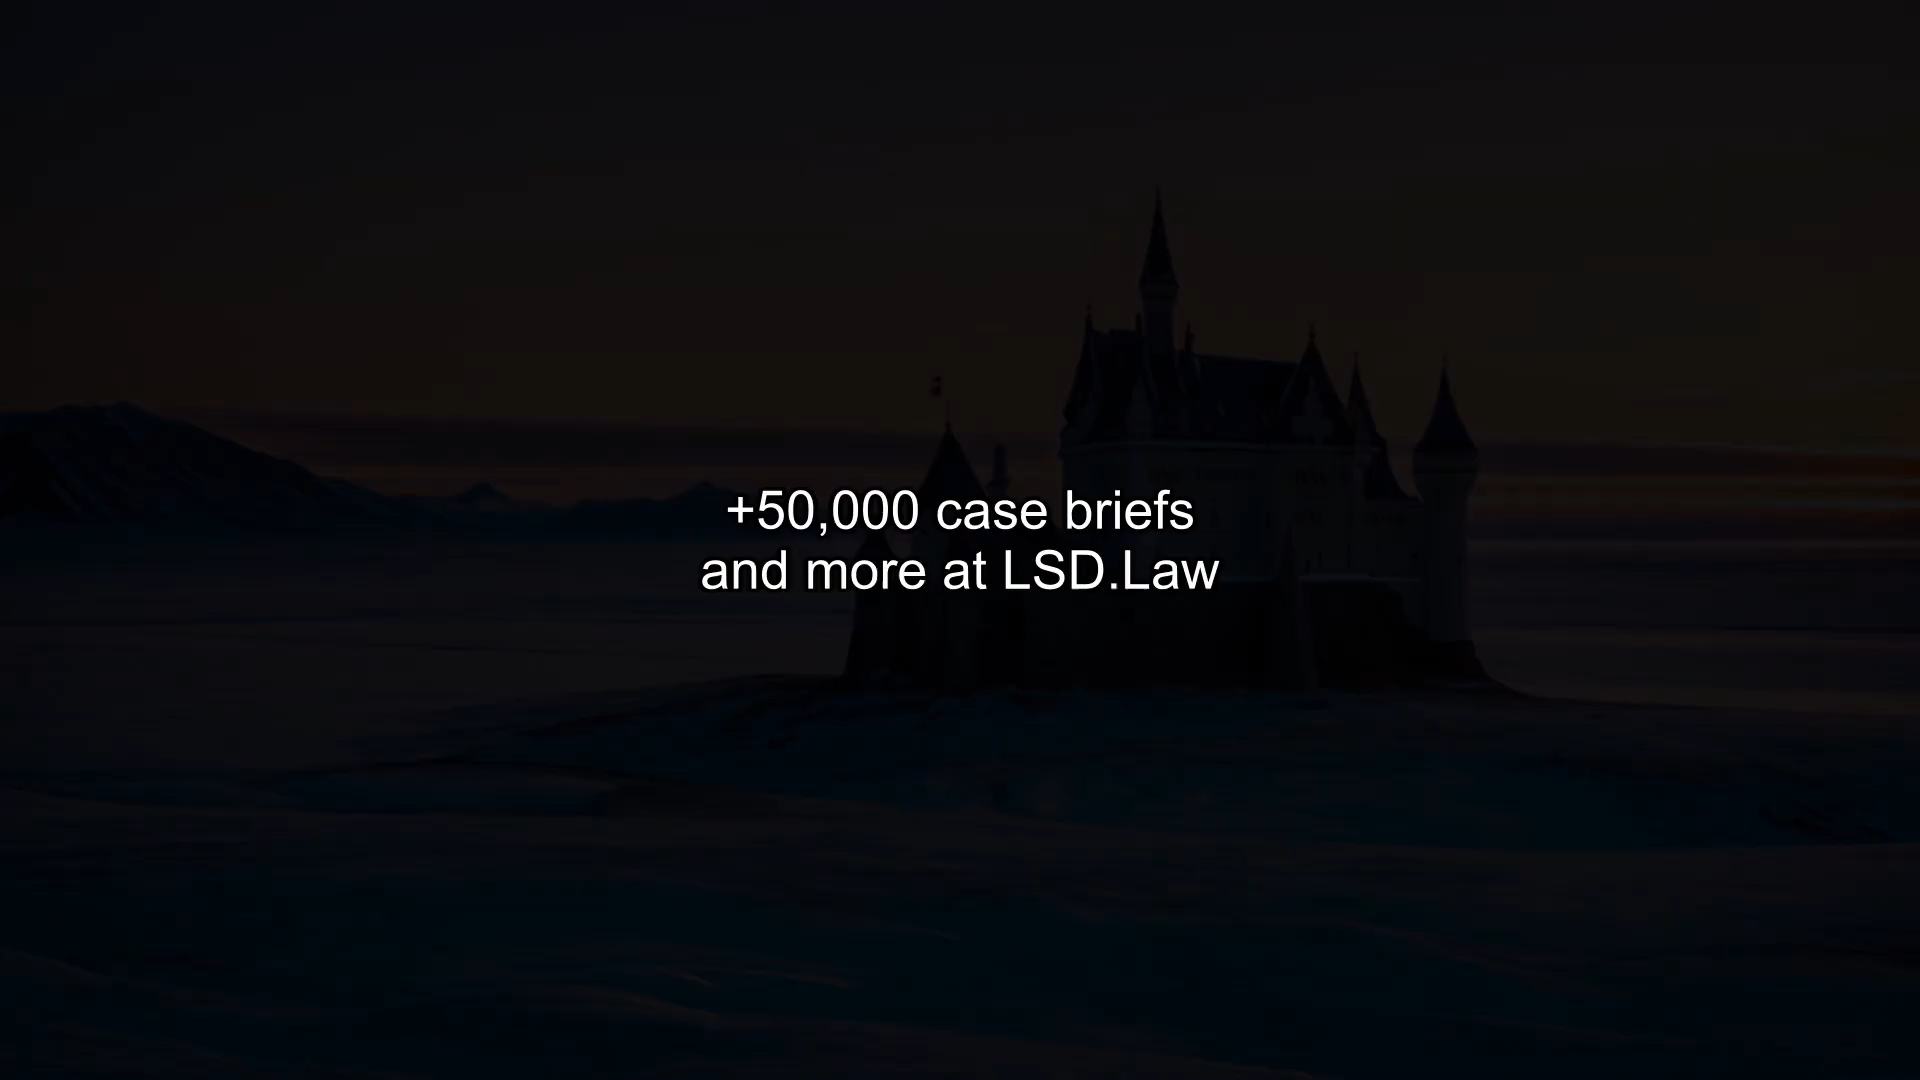 +50,000 case briefs
and more at LSD.Law